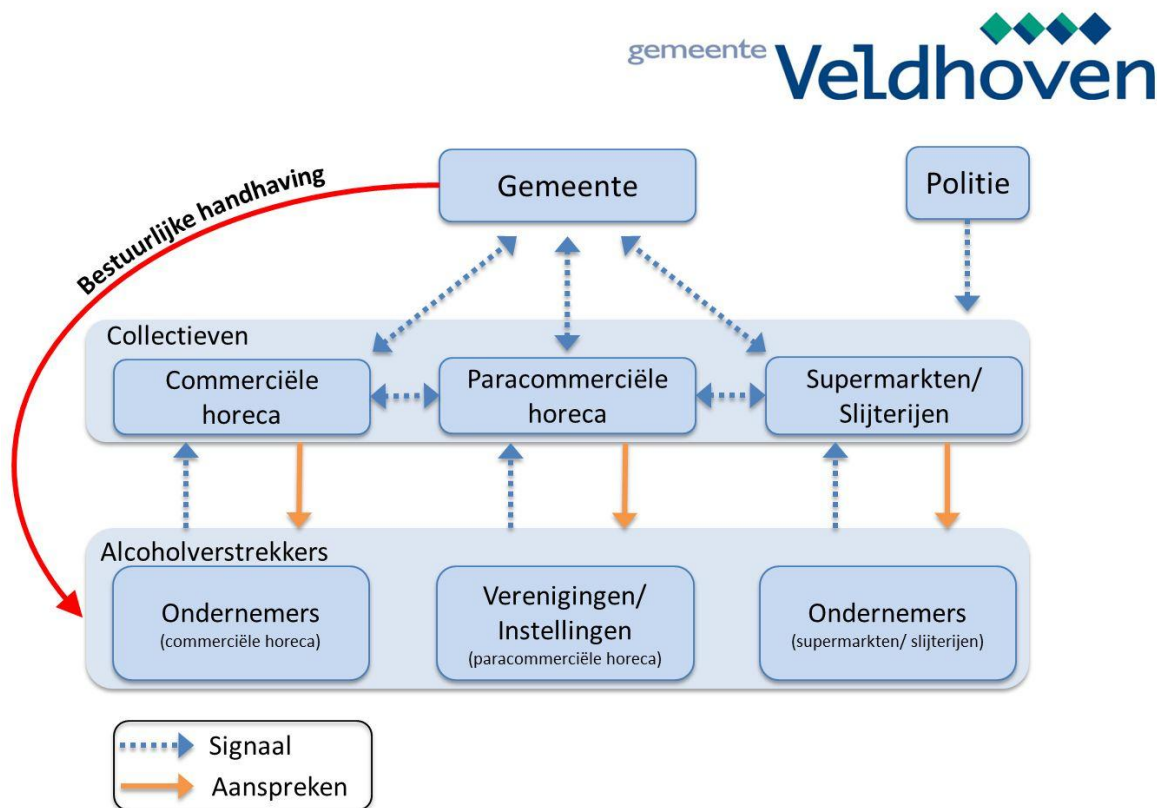 gemeente Veldhoven
Bestuurlijke handhaving
Gemeente
Politie
Collectieven
Commerciële
horeca
Paracommerciële
horeca
Supermarkten/
Slijterijen
Alcoholverstrekkers
Ondernemers
(commerciële horeca)
Verenigingen/
Instellingen
(paracommerciële horeca)
Ondernemers
(supermarkten/ slijterijen)
Signaal
Aanspreken